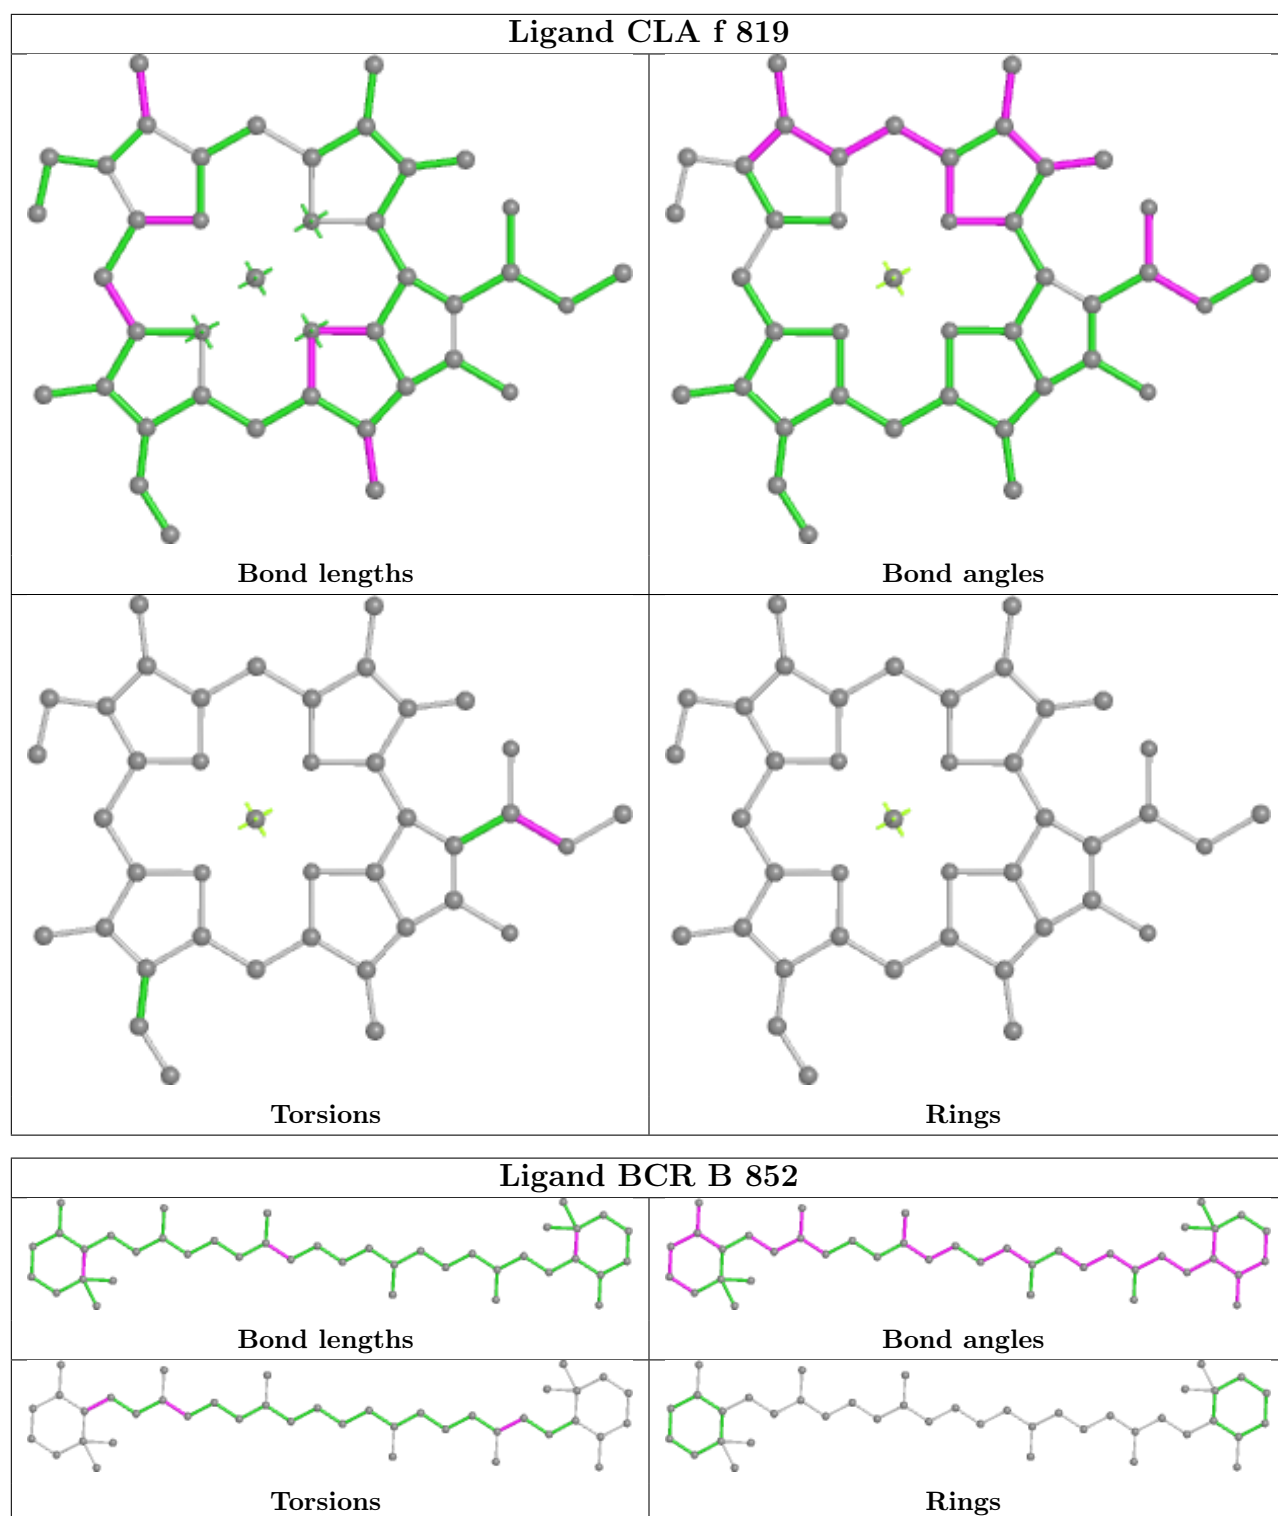 Ligand CLA f 819
Bond lengths
Bond angles
Torsions
Rings
Ligand BCR B 852
Bond lengths
Bond angles
Torsions
Rings